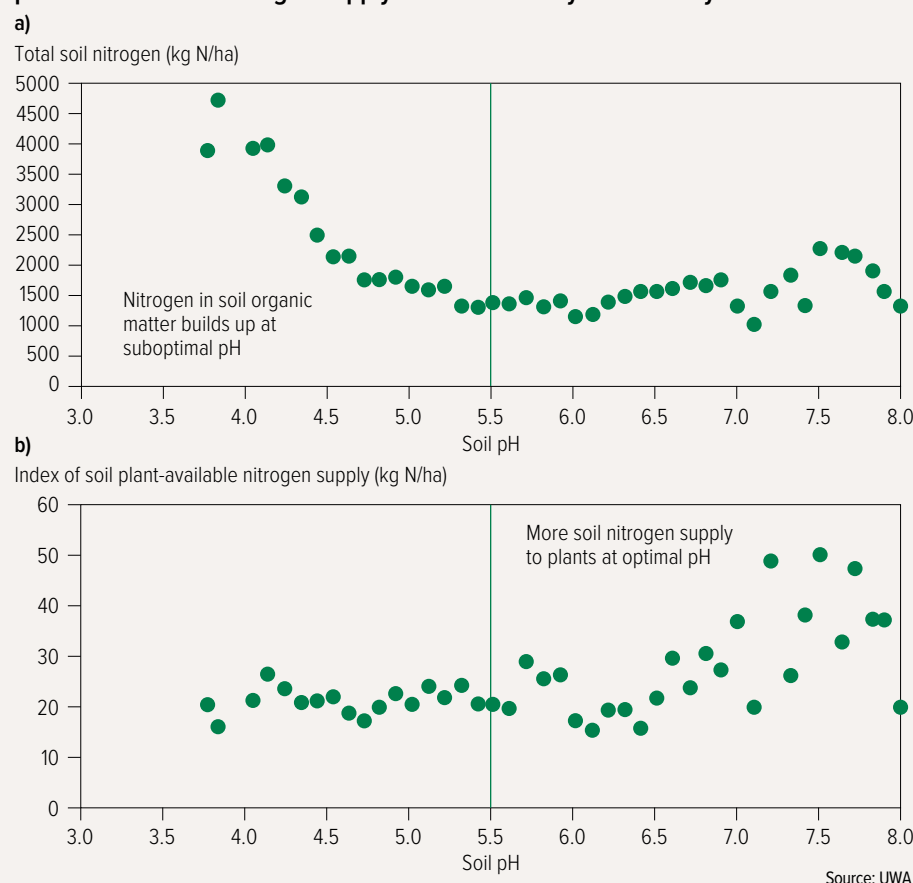 a)
Total soil nitrogen (kg N/ha)
5000
4500
4000
3500
3000
2500
2000
1500
1000
500
0
Nitrogen in soil organic
matter builds up at
suboptimal pH
3.0 3.5 4.0 4.5 5.0 5.5 6.0 6.5 7.0 7.5 8.0
Soil pH
b)
Index of soil plant-available nitrogen supply (kg N/ha)
60
50
40
30
20
10
0
More soil nitrogen supply
to plants at optimal pH
3.0 3.5 4.0 4.5 5.0 5.5 6.0 6.5 7.0 7.5 8.0
Soil pH
Source: UWA